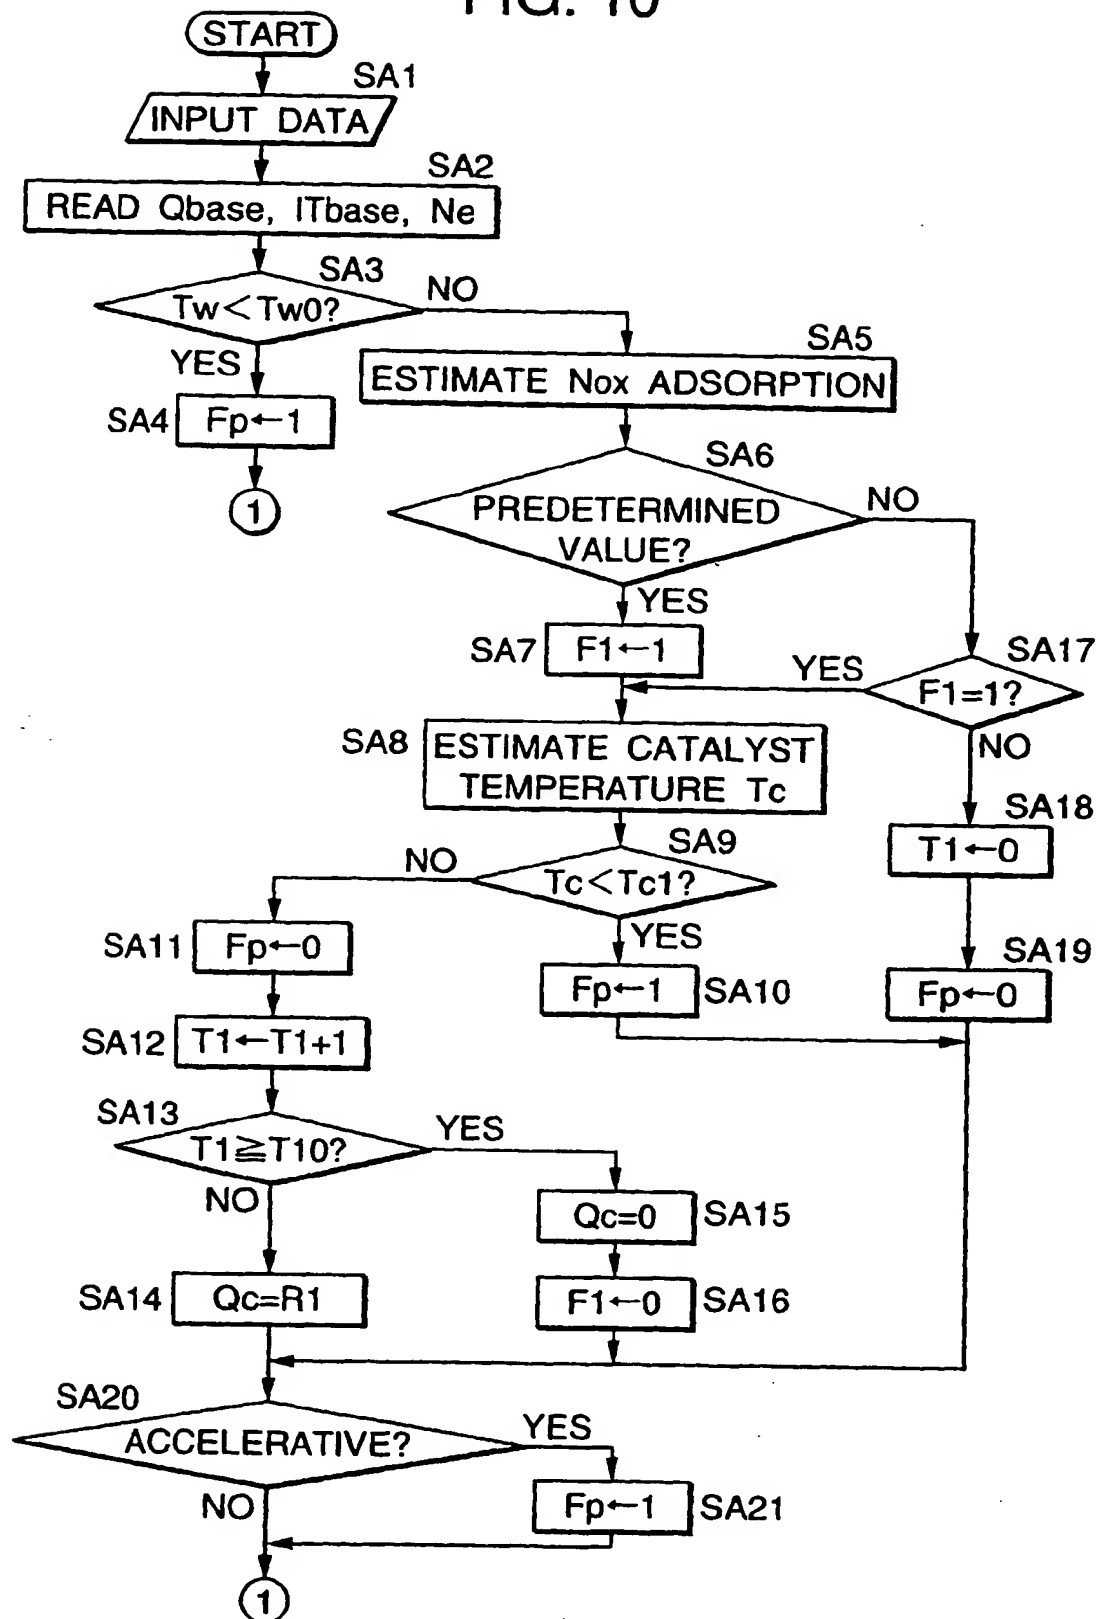 FIG. 10
START
SA1
INPUT DATA
SA2
READ Qbase, ITbase, Ne
SA3
Tw<Tw0?
NO
YES
SA5
ESTIMATE Nox ADSORPTION
SA4
Fp←1
1
SA6
PREDETERMINED
VALUE?
NO
YES
SA7
F1←1
SA17
F1=1?
YES
NO
SA8
ESTIMATE CATALYST
TEMPERATURE Tc
SA18
T1←0
SA9
Tc<Tc1?
NO
YES
SA11
Fp←0
Fp←1
SA10
SA19
Fp←0
SA12
T1←T1+1
SA13
T1≧T10?
YES
NO
Qc=0
SA15
SA14
Qc=R1
F1←0
SA16
SA20
ACCELERATIVE?
YES
NO
Fp←1
SA21
1